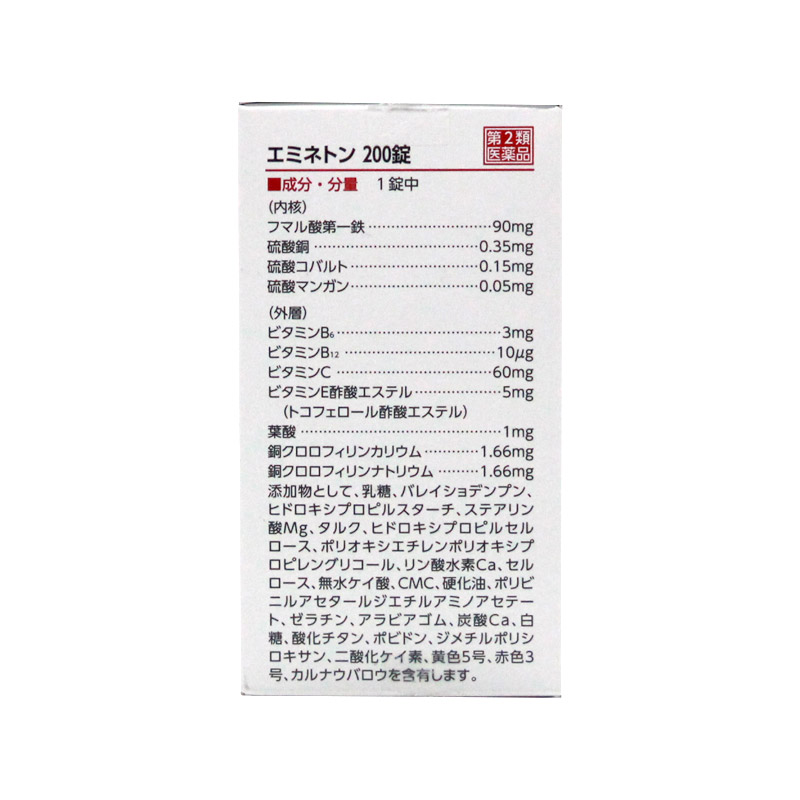 第2類
医薬品
エミネトン 200錠
■成分・分量 1錠中
(内核)
フマル酸第一鉄…………………………90mg
硫酸銅……………………………………0.35mg
硫酸コバルト……………………………0.15mg
硫酸マンガン……………………………0.05mg
(外層)
ビタミンB₆………………………………3mg
ビタミンB₁₂………………………………10μg
ビタミンC…………………………………60mg
ビタミンE酢酸エステル…………………5mg
(トコフェロール酢酸エステル)
葉酸…………………………………………1mg
銅クロロフィリンカリウム…………1.66mg
銅クロロフィリンナトリウム………1.66mg
添加物として、乳糖、バレイショデンプン、
ヒドロキシプロピルスターチ、ステアリン
酸Mg、タルク、ヒドロキシプロピルセル
ロース、ポリオキシエチレンポリオキシプ
ロピレングリコール、リン酸水素Ca、セル
ロース、無水ケイ酸、CMC、硬化油、ポリビ
ニルアセタールジエチルアミノアセテー
ト、ゼラチン、アラビアゴム、炭酸Ca、白
糖、酸化チタン、ポビドン、ジメチルポリシ
ロキサン、二酸化ケイ素、黄色5号、赤色3
号、カルナウバロウを含有します。